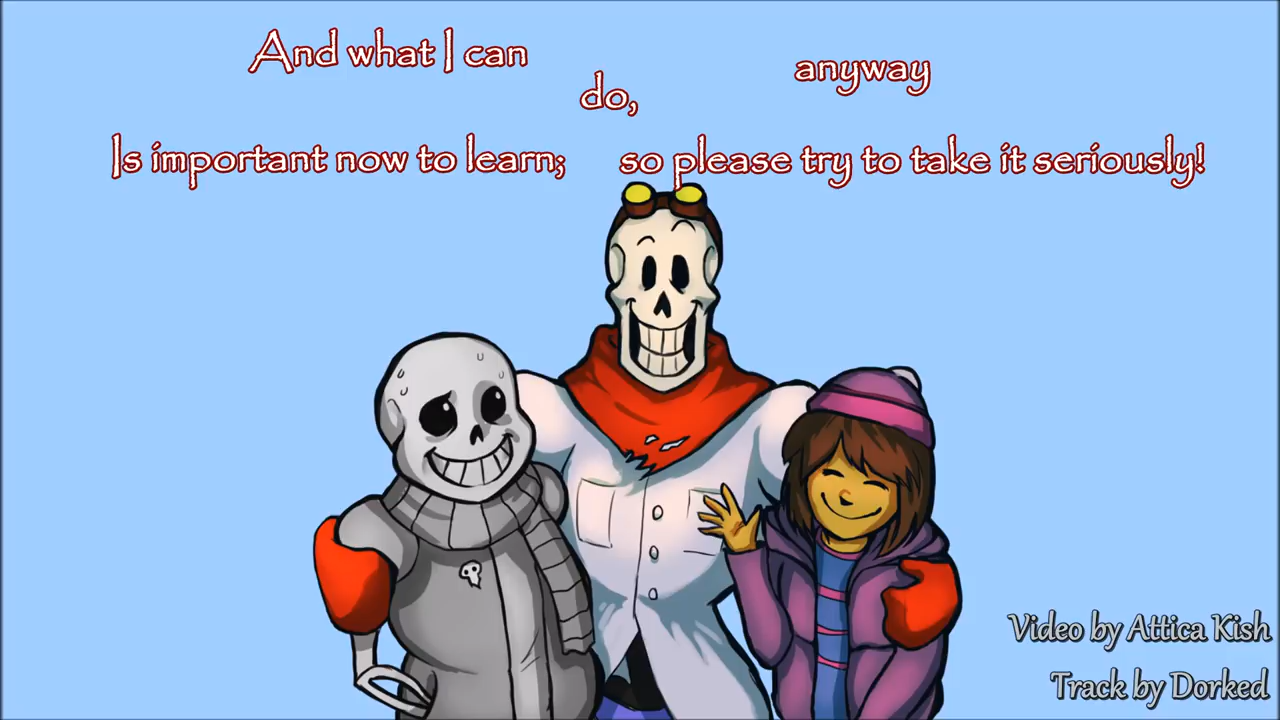 And what I can do, anyway
Is important now to learn; so please try to take it seriously!
Video by Attica Kish
Track by Dorked